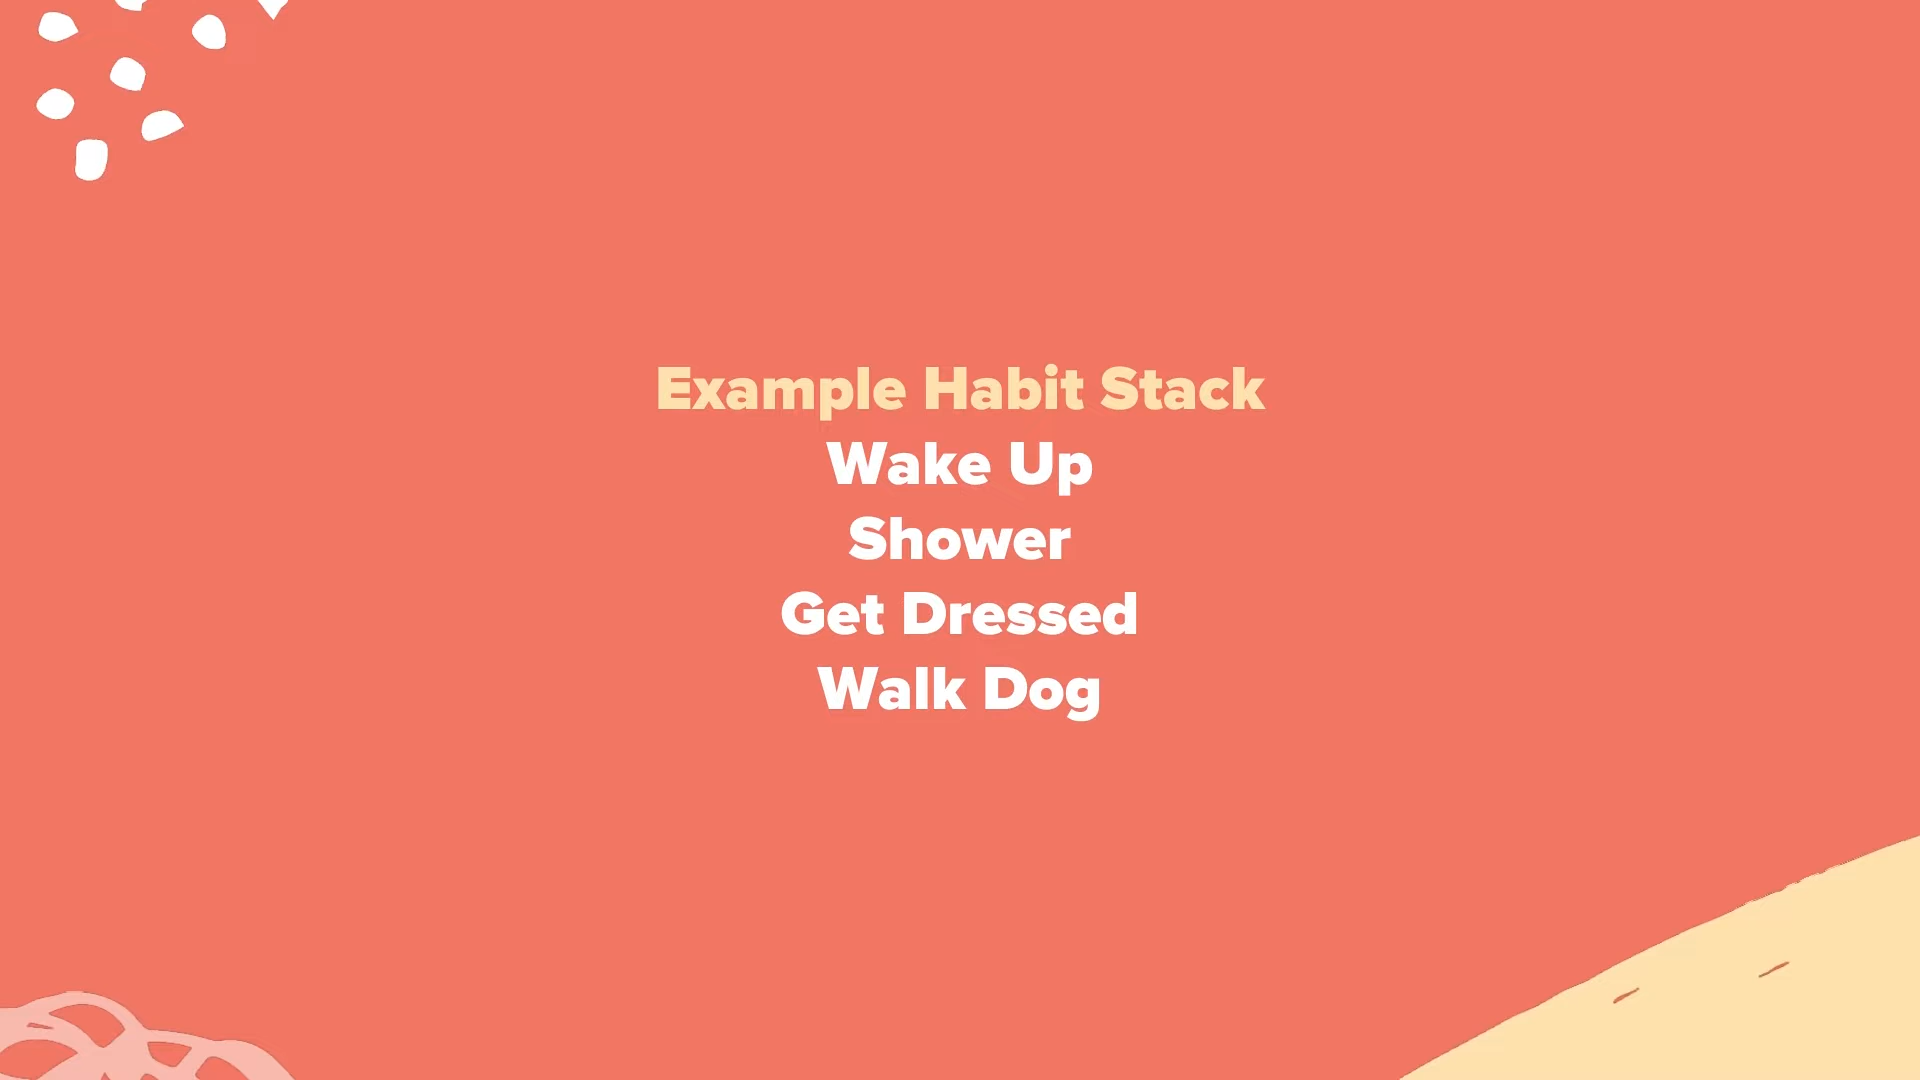 Example Habit Stack
Wake Up
Shower
Get Dressed
Walk Dog